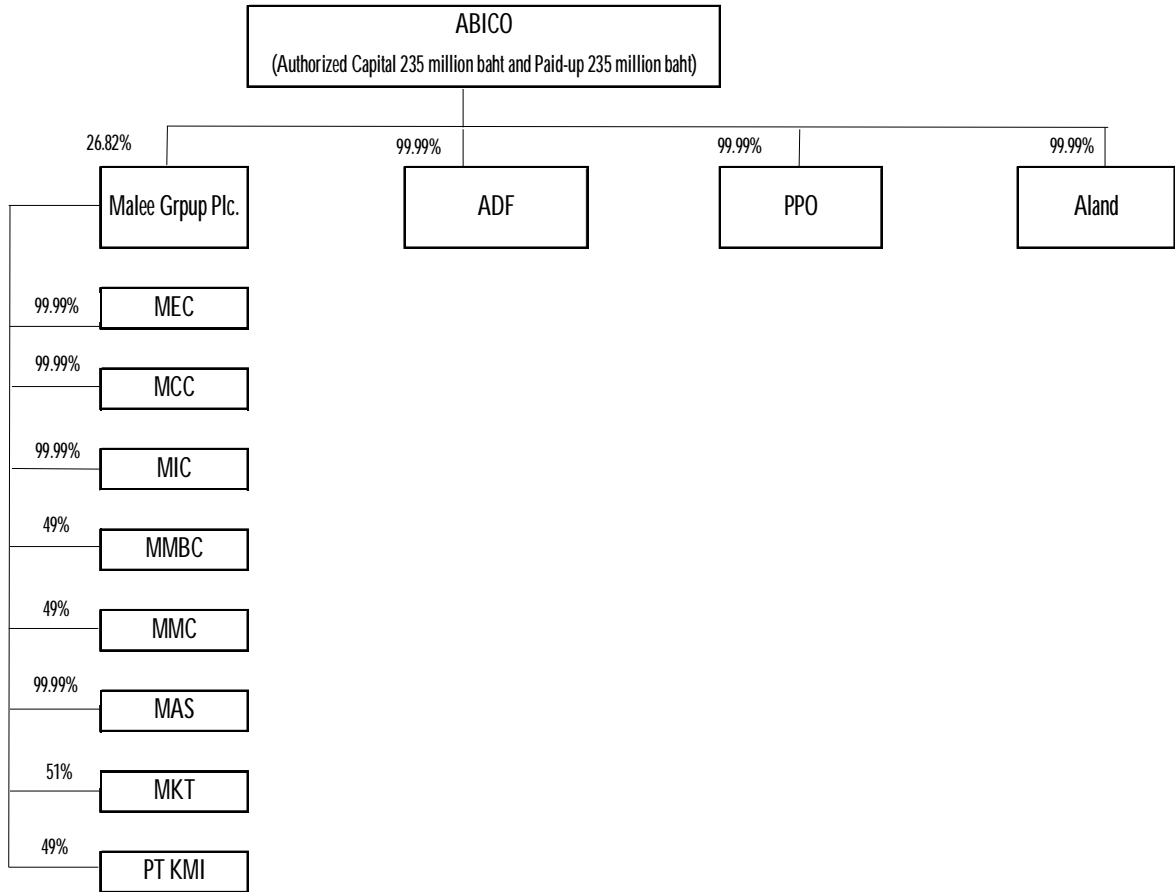 ABICO
(Authorized Capital 235 million baht and Paid-up 235 million baht)
26.82%
99.99%
99.99%
99.99%
Malee Grpup Plc.
ADF
PPO
Aland
99.99%
MEC
99.99%
MCC
99.99%
MIC
49%
MMBC
49%
MMC
99.99%
MAS
51%
MKT
49%
PT KMI